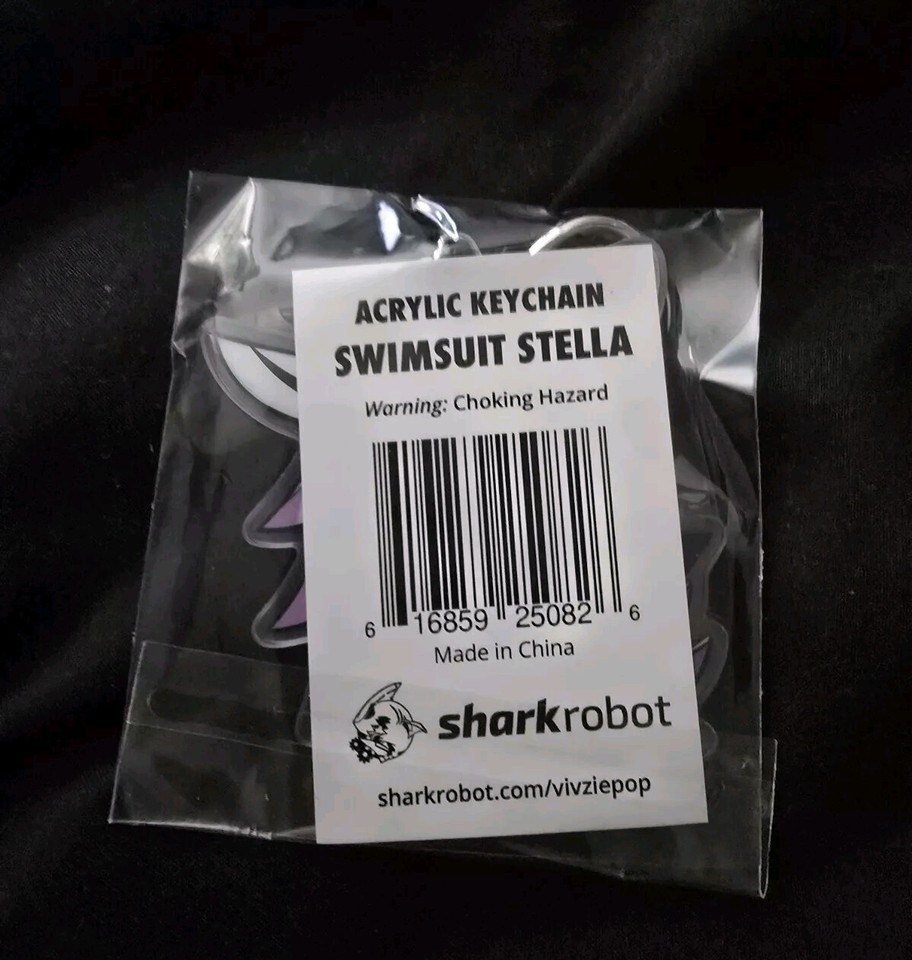 ACRYLIC KEYCHAIN
SWIMSUIT STELLA
Warning: Choking Hazard
6 16859 25082 6
Made in China
sharkrobot
sharkrobot.com/vivziepop